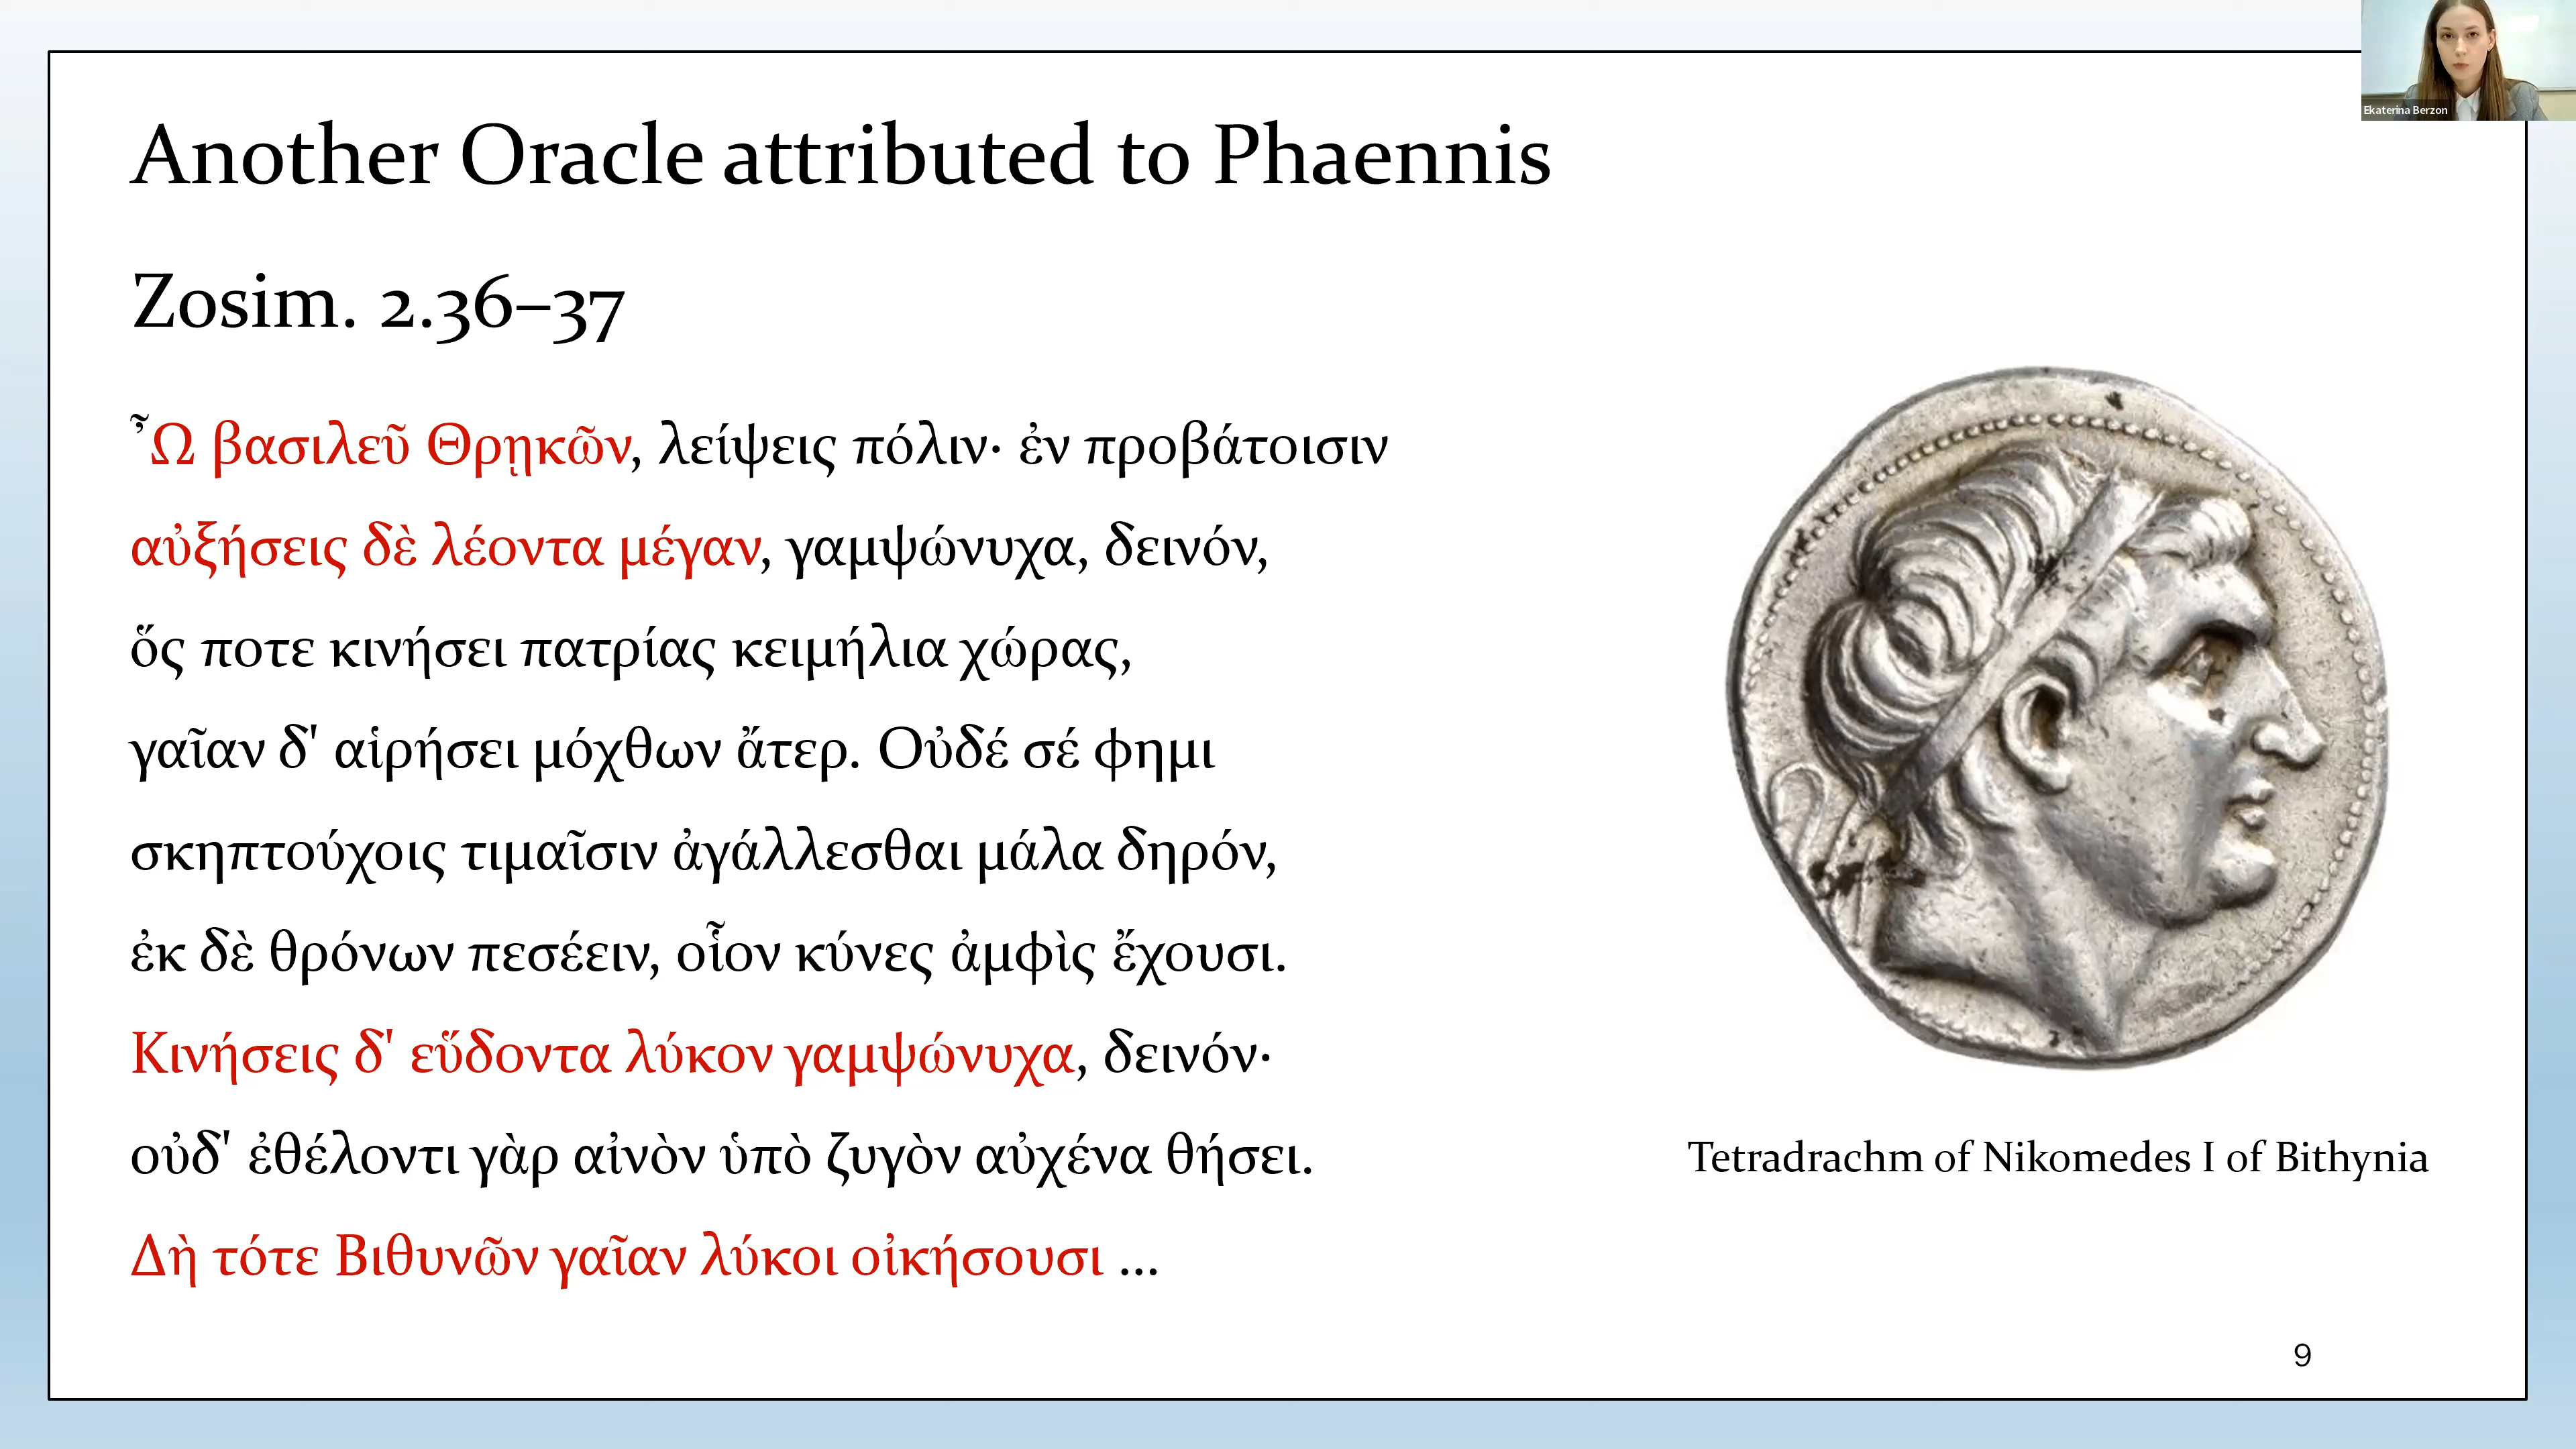 Another Oracle attributed to Phaennis
Zosim. 2.36–37
Ὦ βασιλεῦ Θρῃκῶν, λείψεις πόλιν· ἐν προβάτοισιν
αὐξήσεις δὲ λέοντα μέγαν, γαμψώνυχα, δεινόν,
ὅς ποτε κινήσει πατρίας κειμήλια χώρας,
γαῖαν δ' αἱρήσει μόχθων ἄτερ. Οὐδέ σέ φημι
σκηπτούχοις τιμαῖσιν ἀγάλλεσθαι μάλα δηρόν,
ἐκ δὲ θρόνων πεσέειν, οἷον κύνες ἀμφὶς ἔχουσι.
Κινήσεις δ' εὕδοντα λύκον γαμψώνυχα, δεινόν·
οὐδ' ἐθέλοντι γὰρ αἰνὸν ὑπὸ ζυγὸν αὐχένα θήσει.
Δὴ τότε Βιθυνῶν γαῖαν λύκοι οἰκήσουσι ...
Tetradrachm of Nikomedes I of Bithynia
9
Ekaterina Berzon